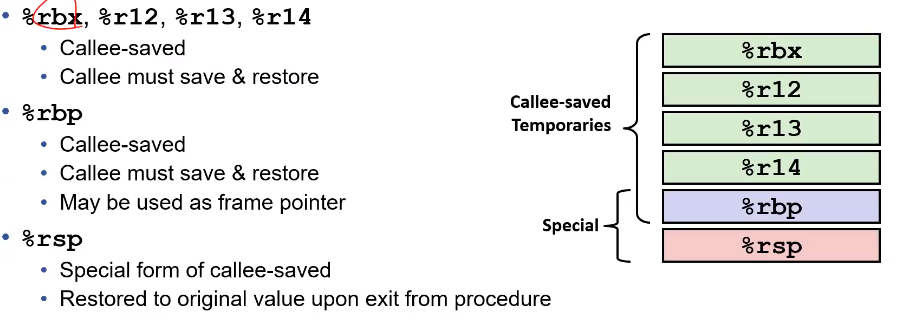 • %rbx, %r12, %r13, %r14
• Callee-saved
• Callee must save & restore
• %rbp
• Callee-saved
• Callee must save & restore
• May be used as frame pointer
• %rsp
• Special form of callee-saved
• Restored to original value upon exit from procedure
Callee-saved
Temporaries
Special
%rbx
%r12
%r13
%r14
%rbp
%rsp